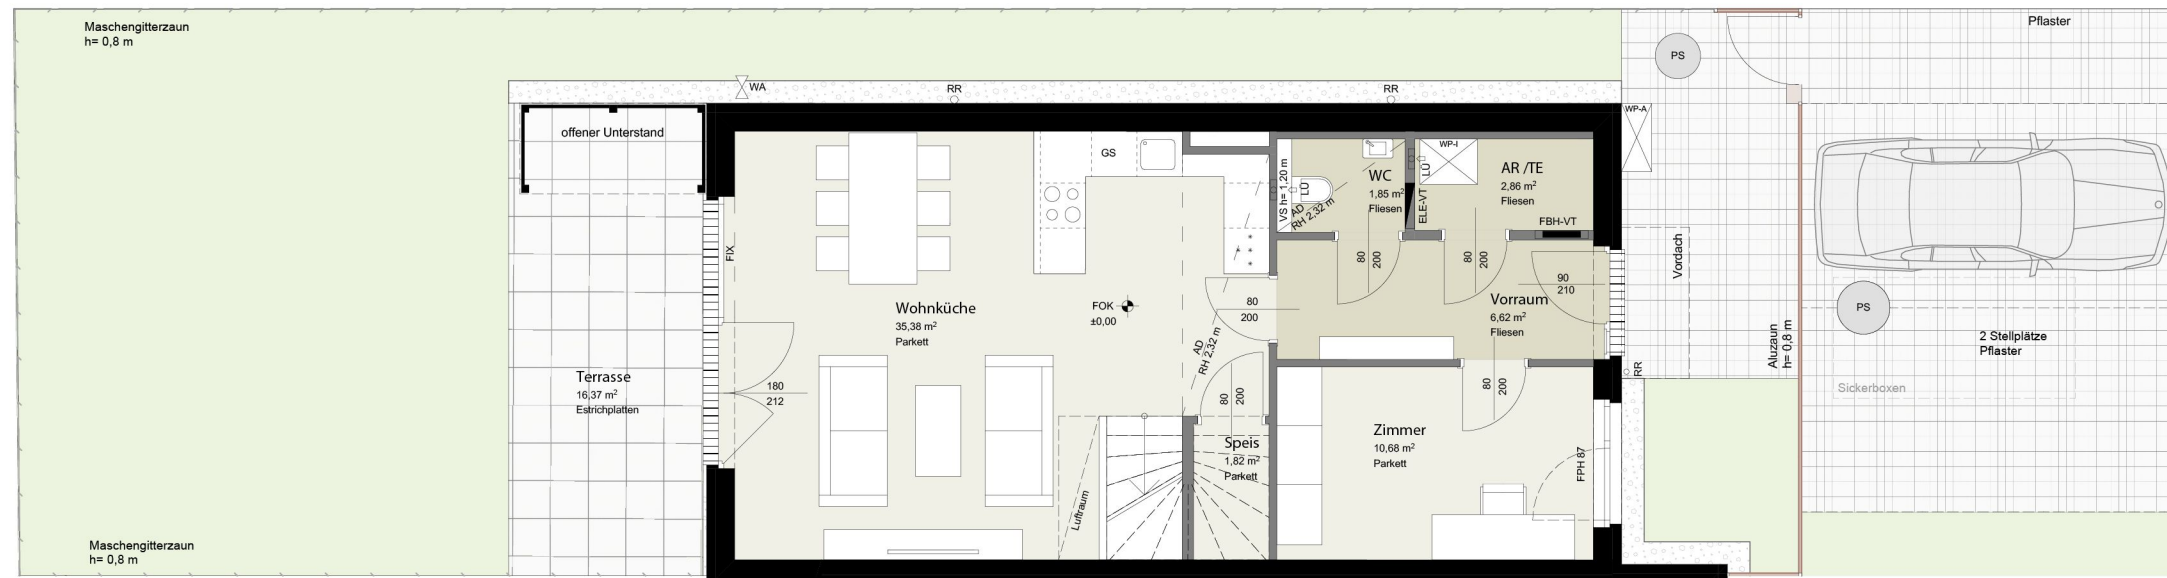 Maschengitterzaun
h= 0,8 m
Pflaster
PS
WA
RR
RR
WP-A
offener Unterstand
GS
VS h= 1,20 m
LÜ
AD
RH 2,32 m
WC
1,85 m²
Fliesen
ELE-VT
LÜ
WP-I
AR /TE
2,86 m²
Fliesen
FBH-VT
FIX
80
200
80
200
90
210
Vordach
Wohnküche
35,38 m²
Parkett
FOK
±0,00
80
200
Vorraum
6,62 m²
Fliesen
PS
2 Stellplätze
Pflaster
Aluzaun
h= 0,8 m
AD
RH 2,32 m
RR
Terrasse
16,37 m²
Estrichplatten
180
212
80
200
80
200
Sickerboxen
Speis
1,82 m²
Parkett
Zimmer
10,68 m²
Parkett
FPH 87
Luftraum
Maschengitterzaun
h= 0,8 m